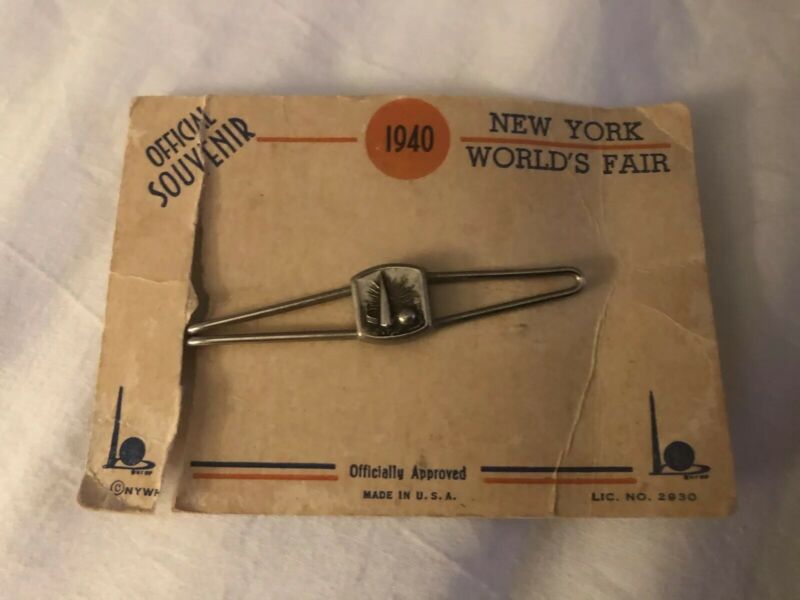 OFFICIAL
SOUVENIR
1940
NEW YORK
WORLD'S FAIR
Officially Approved
MADE IN U.S.A.
©NYWF
LIC. NO. 2930